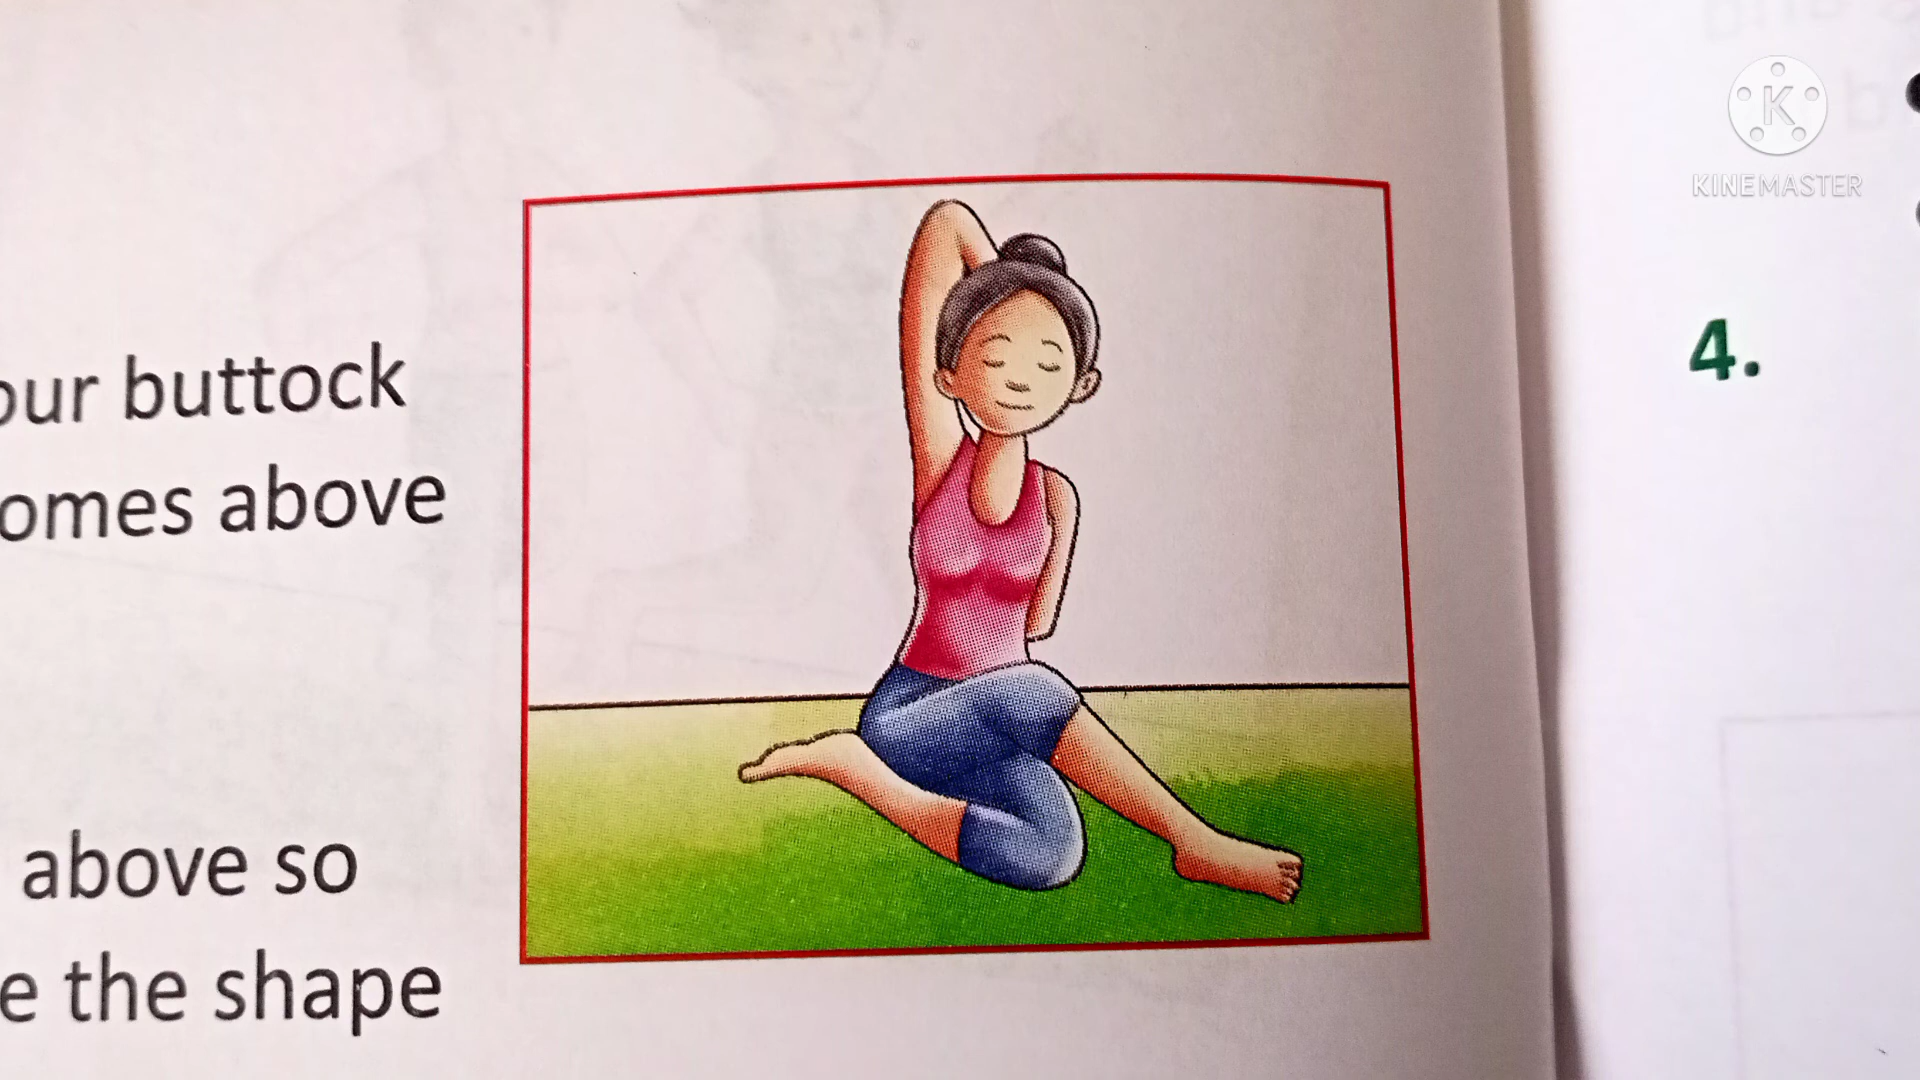 our buttock
omes above
above so
e the shape
4.
K
KINEMASTER